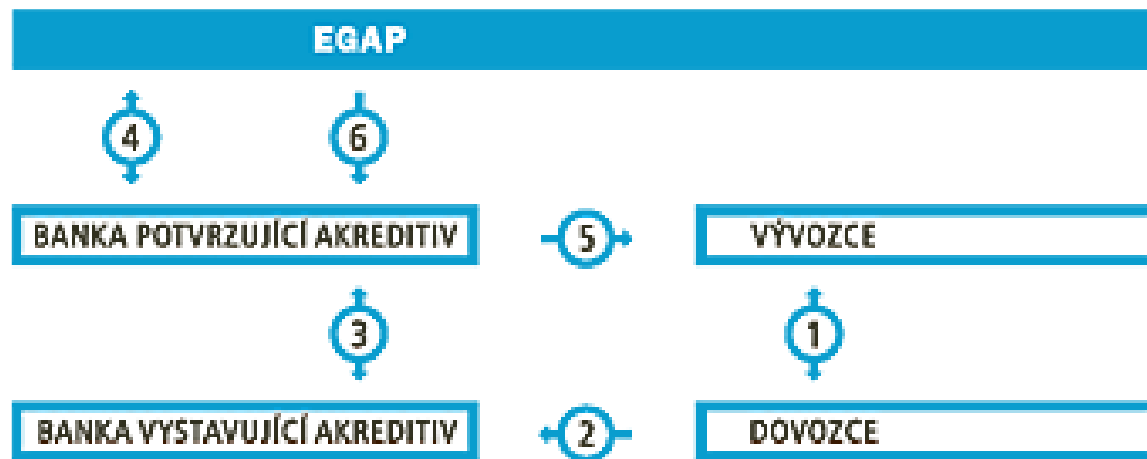 EGAP
4 6
BANKA POTVRZUJÍCÍ AKREDITIV 5 VÝVOZCE
3 1
BANKA VYSTAVUJÍCÍ AKREDITIV 2 DOVOZCE